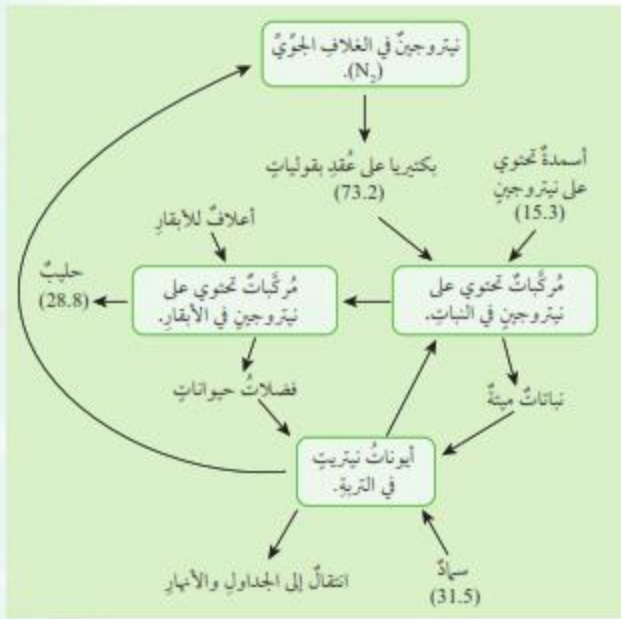 نيتروجينٌ في الغلافِ الجوِّيِّ
(N₂).
أسمدةٌ تحتوي
على نيتروجينٍ
(15.3)
بكتيريا على عُقدِ بقولياتٍ
(73.2)
أعلافٌ للأبقارِ
حليبٌ
(28.8)
مُركَّباتٌ تحتوي على
نيتروجينٍ في الأبقارِ.
مُركَّباتٌ تحتوي على
نيتروجينٍ في النباتِ.
فضلاتُ حيواناتٍ
نباتاتٌ ميتةٌ
أيوناتُ نيتريتٍ
في التربةِ.
انتقالٌ إلى الجداولِ والأنهارِ
سمادٌ
(31.5)